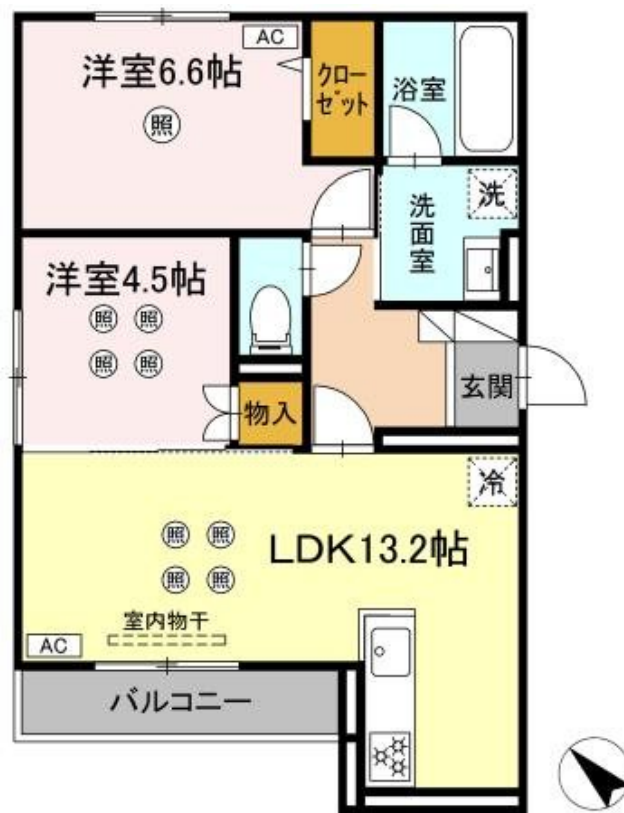 AC
洋室6.6帖
照
クロー
ゼット
浴室
洗面室
洗
洋室4.5帖
照 照
照 照
物入
玄関
冷
照 照
照 照
LDK13.2帖
室内物干
AC
バルコニー